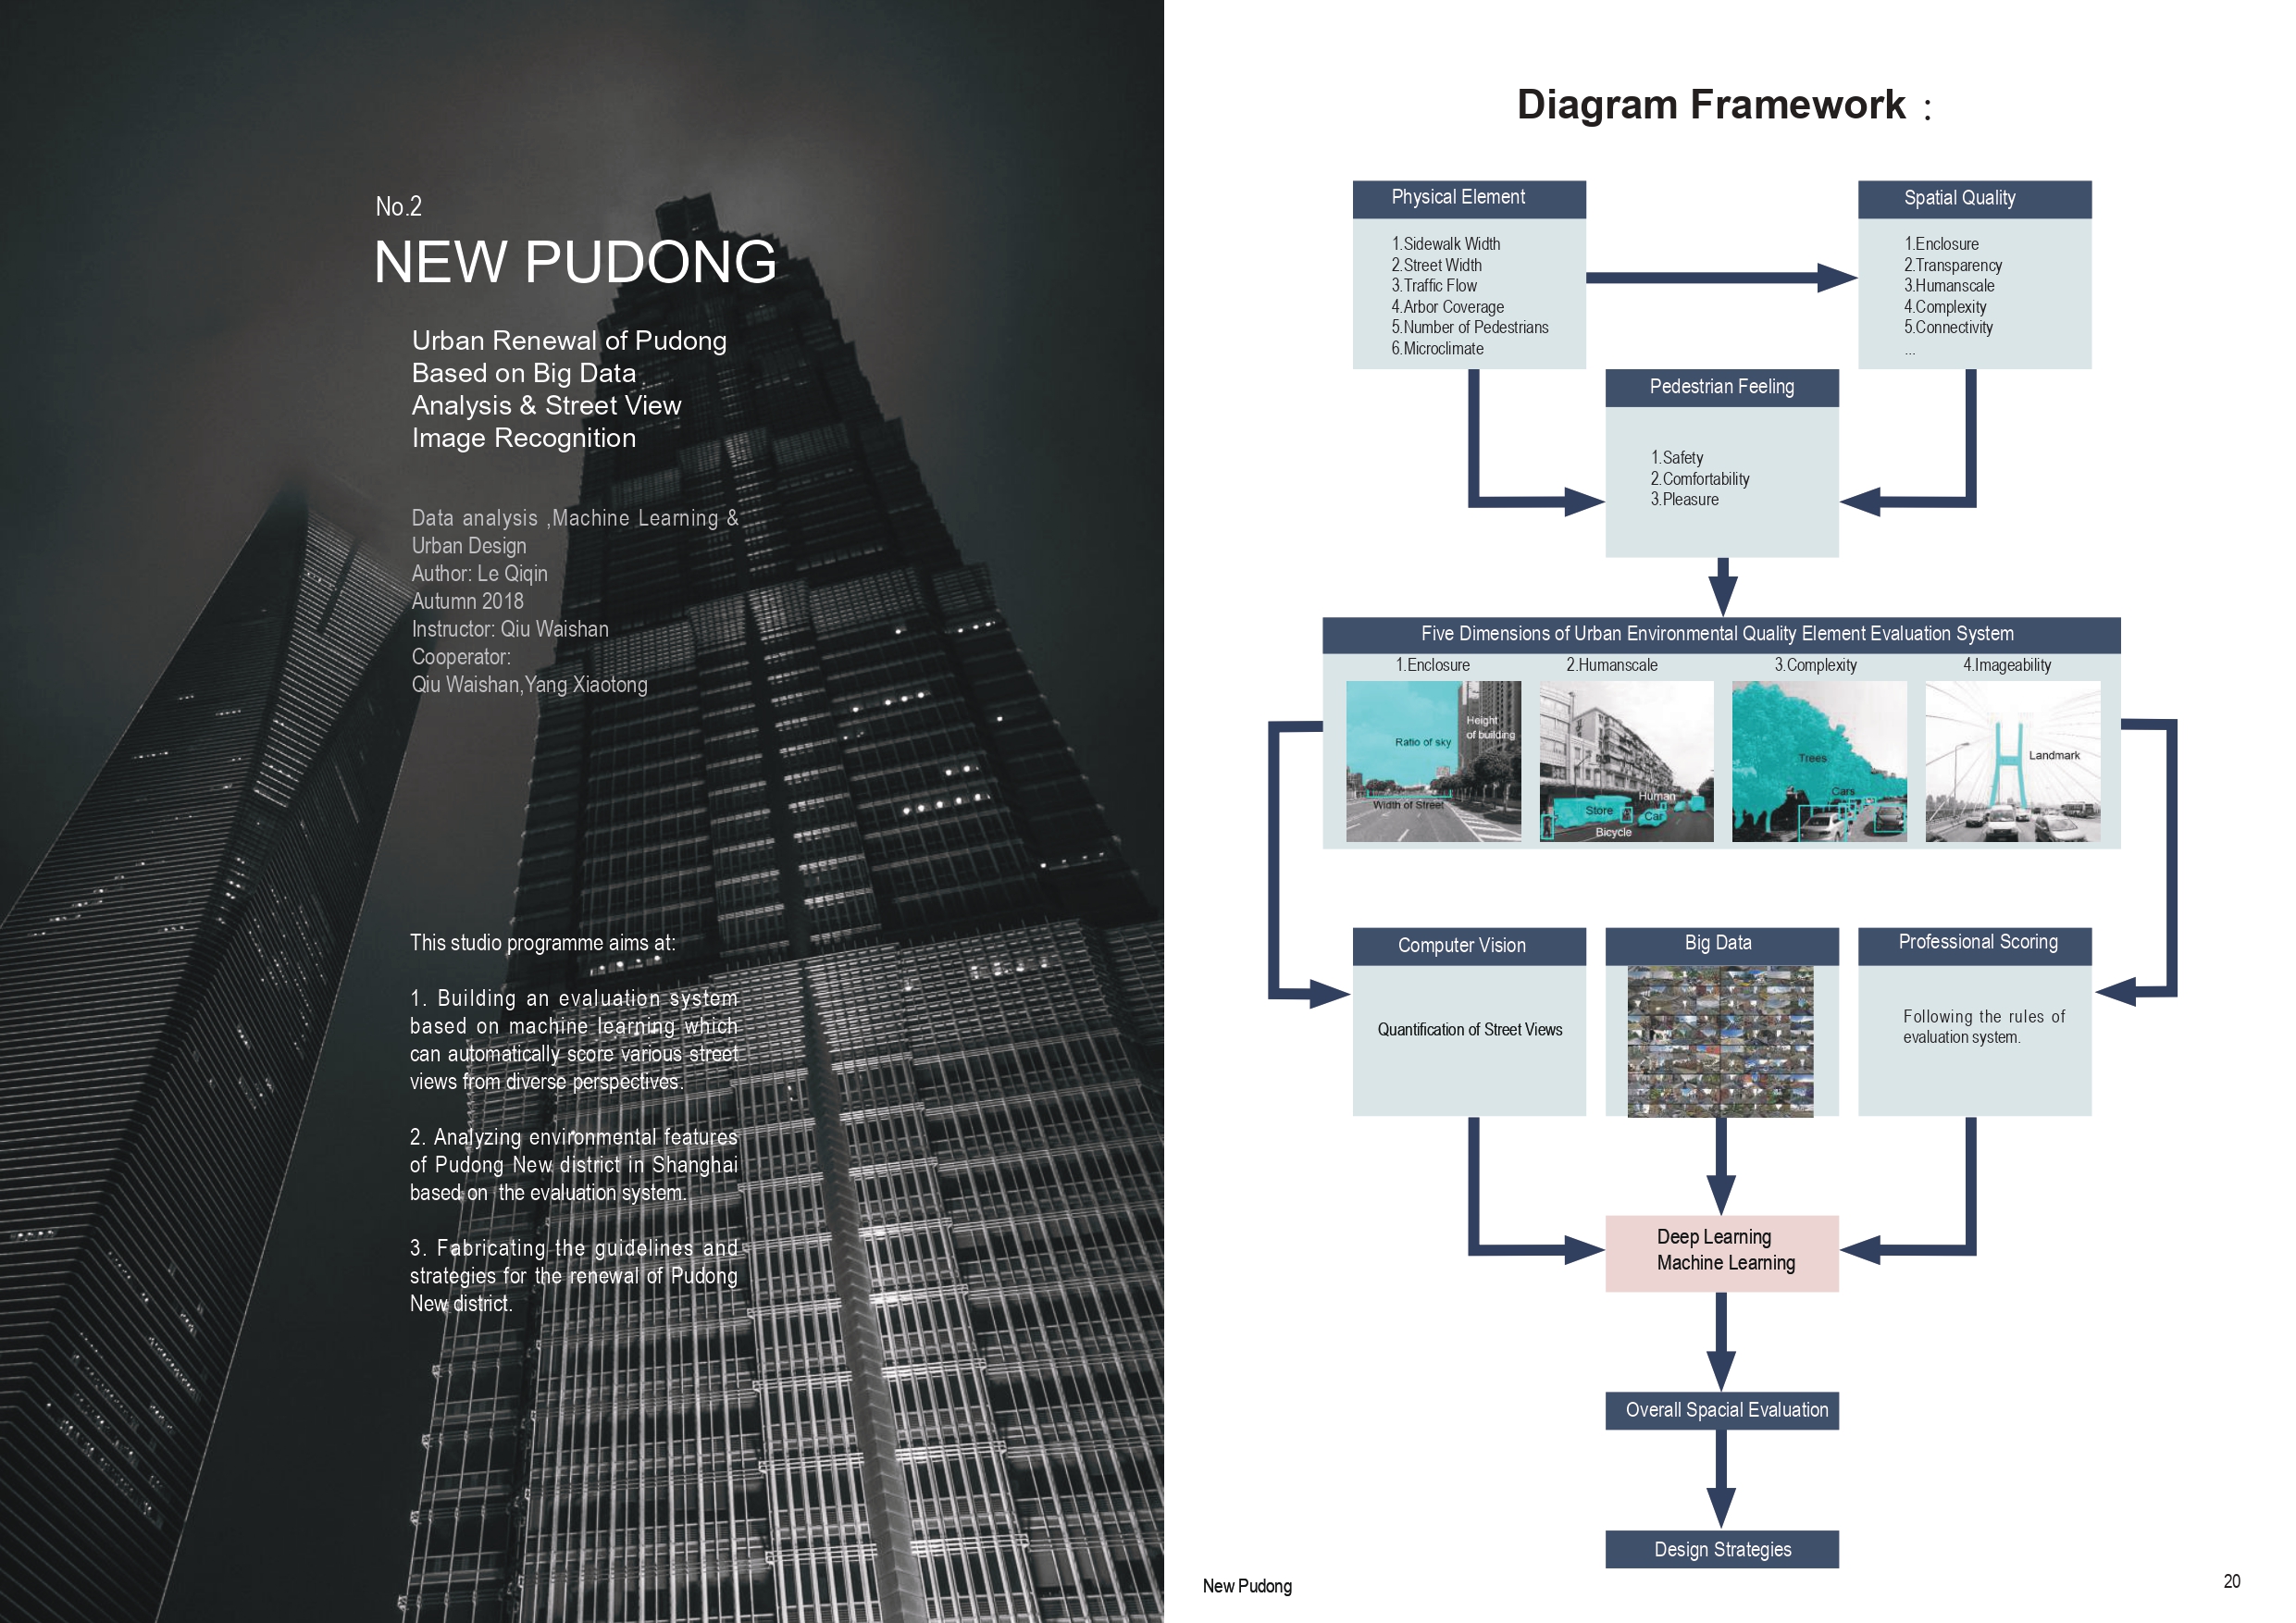 No.2
NEW PUDONG
Urban Renewal of Pudong
Based on Big Data
Analysis & Street View
Image Recognition
Data analysis ,Machine Learning &
Urban Design
Author: Le Qiqin
Autumn 2018
Instructor: Qiu Waishan
Cooperator:
Qiu Waishan,Yang Xiaotong
This studio programme aims at:
1. Building an evaluation system
based on machine learning which
can automatically score various street
views from diverse perspectives.
2. Analyzing environmental features
of Pudong New district in Shanghai
based on the evaluation system.
3. Fabricating the guidelines and
strategies for the renewal of Pudong
New district.
Diagram Framework :
Physical Element
1.Sidewalk Width
2.Street Width
3.Traffic Flow
4.Arbor Coverage
5.Number of Pedestrians
6.Microclimate
Spatial Quality
1.Enclosure
2.Transparency
3.Humanscale
4.Complexity
5.Connectivity
...
Pedestrian Feeling
1.Safety
2.Comfortability
3.Pleasure
Five Dimensions of Urban Environmental Quality Element Evaluation System
1.Enclosure
2.Humanscale
3.Complexity
4.Imageability
Height
of building
Ratio of sky
Width of Street
Human
Store
Car
Bicycle
Trees
Cars
Landmark
Computer Vision
Quantification of Street Views
Big Data
Professional Scoring
Following the rules of
evaluation system.
Deep Learning
Machine Learning
Overall Spacial Evaluation
Design Strategies
New Pudong
20